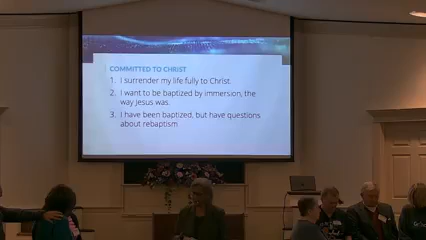 COMMITTED TO CHRIST
1. I surrender my life fully to Christ
2. I want to be baptized by immersion, the
way Jesus was.
3. I have been baptized, but have questions
about rebaptism